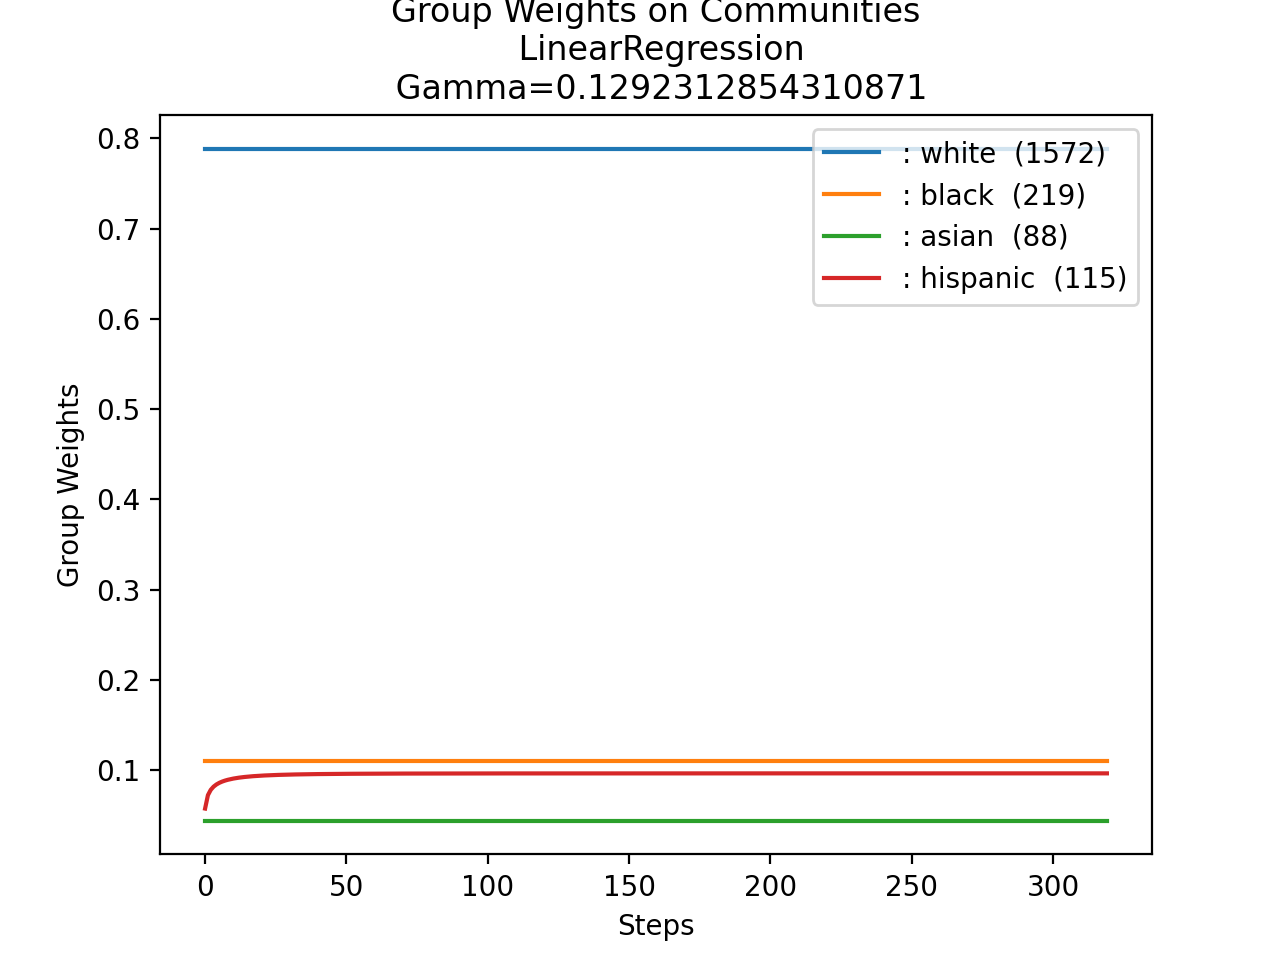 Group Weights on Communities
LinearRegression
Gamma=0.1292312854310871
: white (1572)
: black (219)
: asian (88)
: hispanic (115)
0.8
0.7
0.6
0.5
0.4
0.3
0.2
0.1
Group Weights
0 50 100 150 200 250 300
Steps